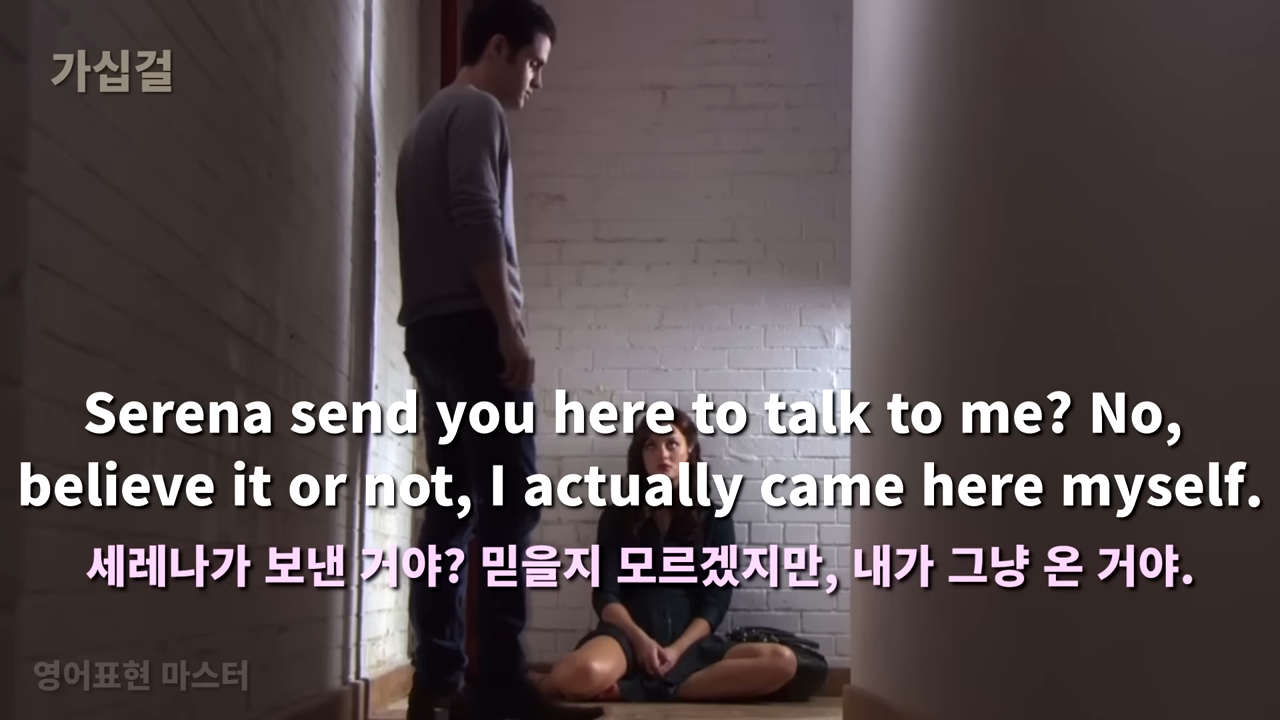 가십걸
Serena send you here to talk to me? No,
believe it or not, I actually came here myself.
세레나가 보낸 거야? 믿을지 모르겠지만, 내가 그냥 온 거야.
영어표현 마스터